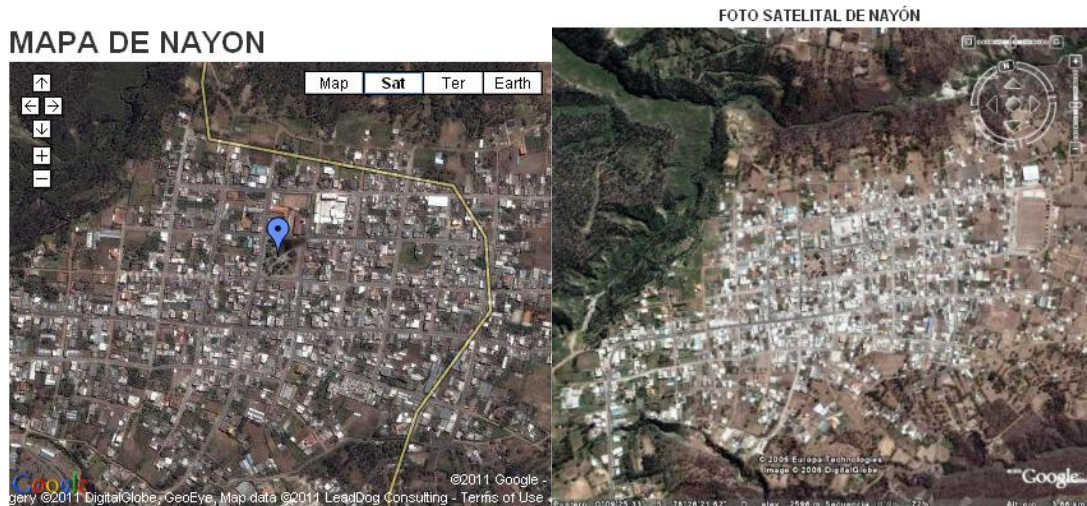 MAPA DE NAYON
Map
Sat
Ter
Earth
Google
©2011 Google -
gery ©2011 DigitalGlobe, GeoEye, Map data ©2011 LeadDog Consulting - Terms of Use
FOTO SATELITAL DE NAYÓN
N
© 2006 Europa Technologies
Image © 2006 DigitalGlobe
Google